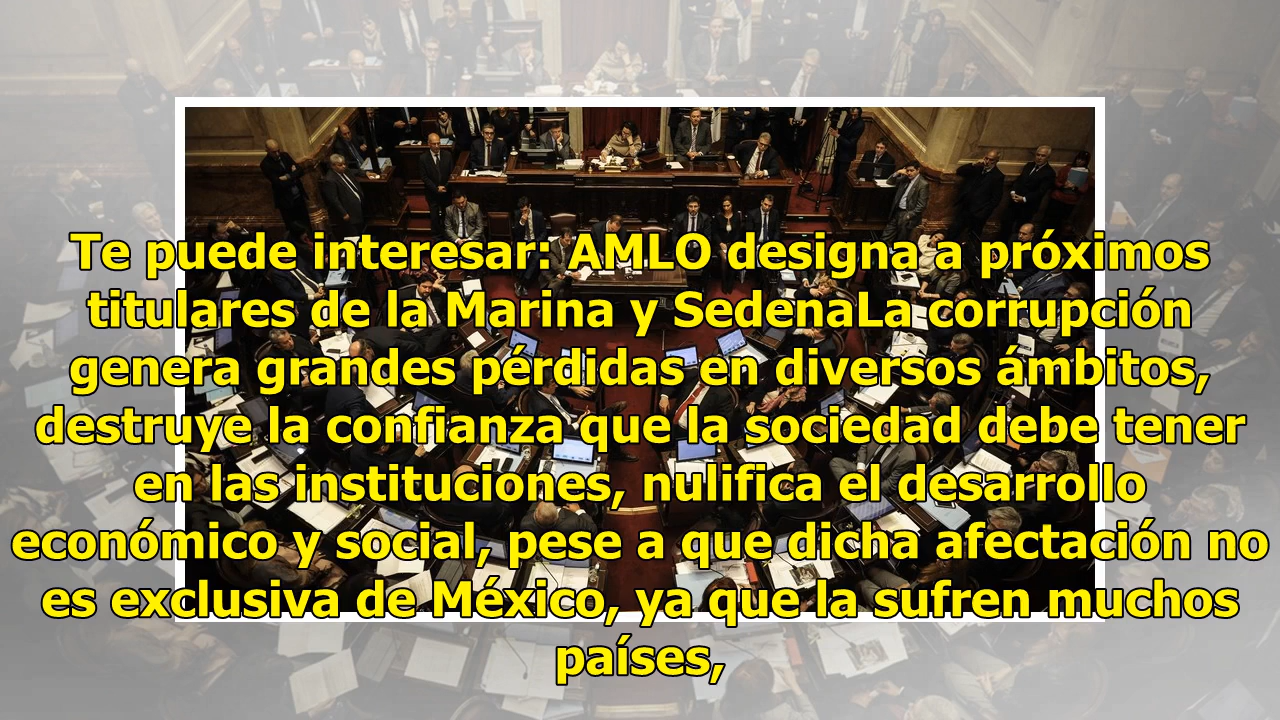 Te puede interesar: AMLO designa a próximos
titulares de la Marina y SedenaLa corrupción
genera grandes pérdidas en diversos ámbitos,
destruye la confianza que la sociedad debe tener
en las instituciones, nulifica el desarrollo
económico y social, pese a que dicha afectación no
es exclusiva de México, ya que la sufren muchos
países,